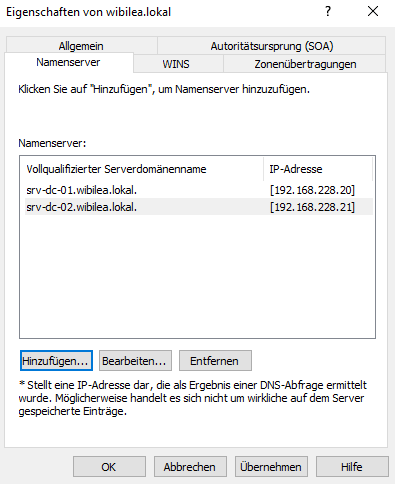 Eigenschaften von wibilea.lokal
?
Allgemein
Autoritätsursprung (SOA)
Namenserver
WINS
Zonenübertragungen
Klicken Sie auf "Hinzufügen", um Namenserver hinzuzufügen.
Namenserver:
Vollqualifizierter Serverdomänenname IP-Adresse
srv-dc-01.wibilea.lokal. [192.168.228.20]
srv-dc-02.wibilea.lokal. [192.168.228.21]
Hinzufügen... Bearbeiten... Entfernen
* Stellt eine IP-Adresse dar, die als Ergebnis einer DNS-Abfrage ermittelt
wurde. Möglicherweise handelt es sich nicht um wirkliche auf dem Server
gespeicherte Einträge.
OK Abbrechen Übernehmen Hilfe